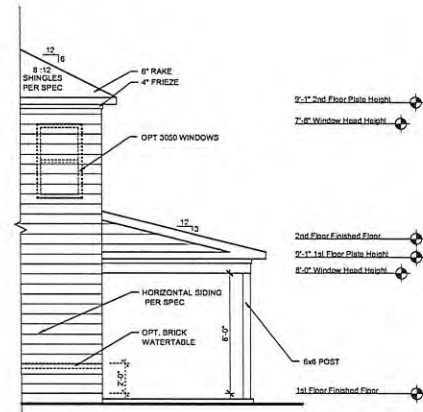 12
6
8 :12
SHINGLES
PER SPEC
6" RAKE
4" FRIEZE
OPT 3050 WINDOWS
9'-1" 2nd Floor Plate Height
7'-8" Window Head Height
12
3
2nd Floor Finished Floor
9'-1" 1st Floor Plate Height
8'-0" Window Head Height
HORIZONTAL SIDING
PER SPEC
8'-0"
OPT. BRICK
WATERTABLE
2'-0"
6x6 POST
1st Floor Finished Floor